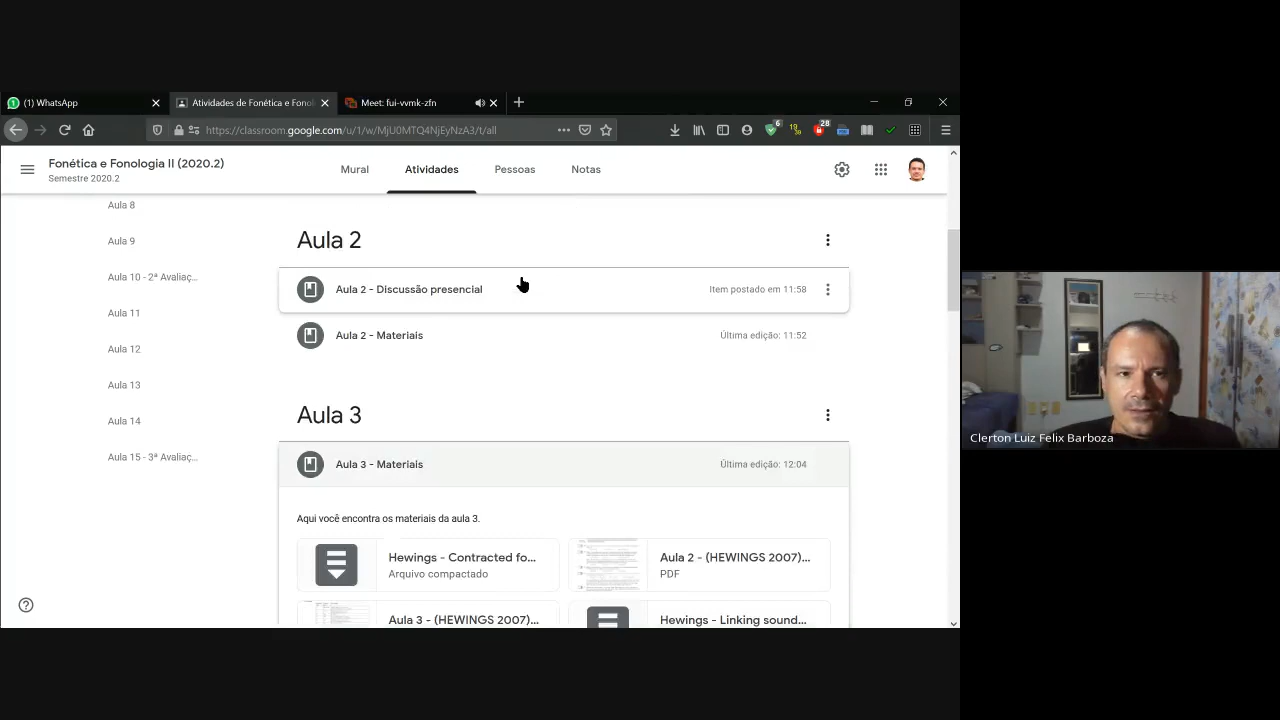 (1) WhatsApp
Atividades de Fonética e Fonol
Meet: fui-vvmk-zfn
https://classroom.google.com/u/1/w/MjU0MTQ4NjEyNzA3/t/all
6
28
Fonética e Fonologia II (2020.2)
Semestre 2020.2
Mural
Atividades
Pessoas
Notas
Aula 8
Aula 9
Aula 10 - 2ª Avaliaç...
Aula 11
Aula 12
Aula 13
Aula 14
Aula 15 - 3ª Avaliaç...
Aula 2
Aula 2 - Discussão presencial
Item postado em 11:58
Aula 2 - Materiais
Última edição: 11:52
Aula 3
Aula 3 - Materiais
Última edição: 12:04
Aqui você encontra os materiais da aula 3.
Hewings - Contracted fo...
Arquivo compactado
Aula 2 - (HEWINGS 2007)...
PDF
Aula 3 - (HEWINGS 2007)...
Hewings - Linking sound...
Clerton Luiz Felix Barboza